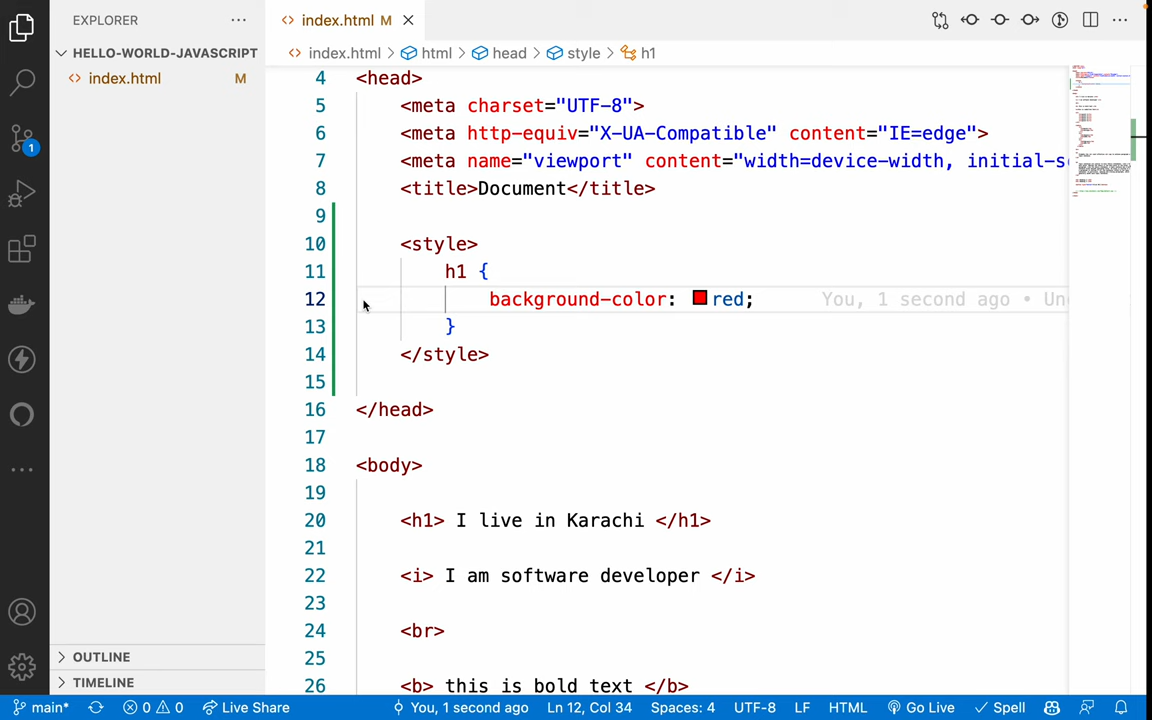 EXPLORER
HELLO-WORLD-JAVASCRIPT
index.html M
OUTLINE
TIMELINE
index.html M
index.html > html > head > style > h1
4 <head>
5 <meta charset="UTF-8">
6 <meta http-equiv="X-UA-Compatible" content="IE=edge">
7 <meta name="viewport" content="width=device-width, initial-s
8 <title>Document</title>
9
10 <style>
11 h1 {
12 background-color: red; You, 1 second ago • Un
13 }
14 </style>
15
16 </head>
17
18 <body>
19
20 <h1> I live in Karachi </h1>
21
22 <i> I am software developer </i>
23
24 <br>
25
26 <b> this is bold text </b>
1
main* 0 0 Live Share You, 1 second ago Ln 12, Col 34 Spaces: 4 UTF-8 LF HTML Go Live Spell